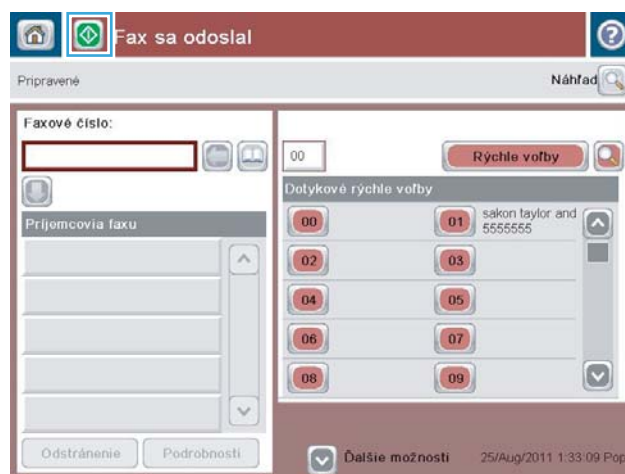 Fax sa odoslal
Pripravené
Náhľad
Faxové číslo:
00
Rýchle voľby
Dotykové rýchle voľby
Príjemcovia faxu
00
01 sakon taylor and 5555555
02
03
04
05
06
07
08
09
Odstránenie
Podrobnosti
Ďalšie možnosti
25/Aug/2011 1:33:09 Pop